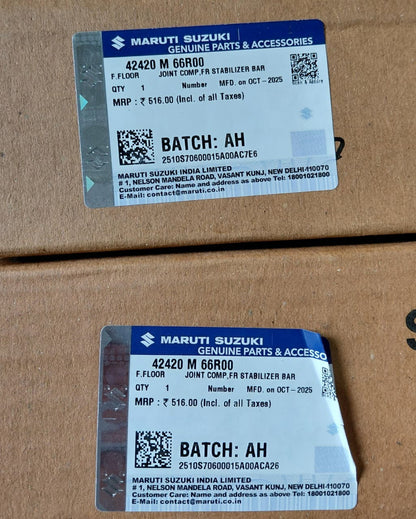 MARUTI SUZUKI
GENUINE PARTS & ACCESSORIES
42420 M 66R00
F.FLOOR JOINT COMP,FR STABILIZER BAR
QTY 1 Number MFD. on OCT-2025
Scan & Assure
MRP : ₹ 516.00 (Incl. of all Taxes)
BATCH: AH
2510S70600015A00AC7E6
MARUTI SUZUKI INDIA LIMITED
# 1, NELSON MANDELA ROAD, VASANT KUNJ, NEW DELHI-110070
Customer Care: Name and address as above Tel: 18001021800
E-Mail: contact@maruti.co.in
MARUTI SUZUKI
GENUINE PARTS & ACCESSO
42420 M 66R00
F.FLOOR JOINT COMP,FR STABILIZER BAR
QTY 1 Number MFD. on OCT-2025
MRP : ₹ 516.00 (Incl. of all Taxes)
BATCH: AH
2510S70600015A00ACA26
MARUTI SUZUKI INDIA LIMITED
# 1, NELSON MANDELA ROAD, VASANT KUNJ, NEW DELHI-110070
Customer Care: Name and address as above Tel: 18001021800
E-Mail: contact@maruti.co.in